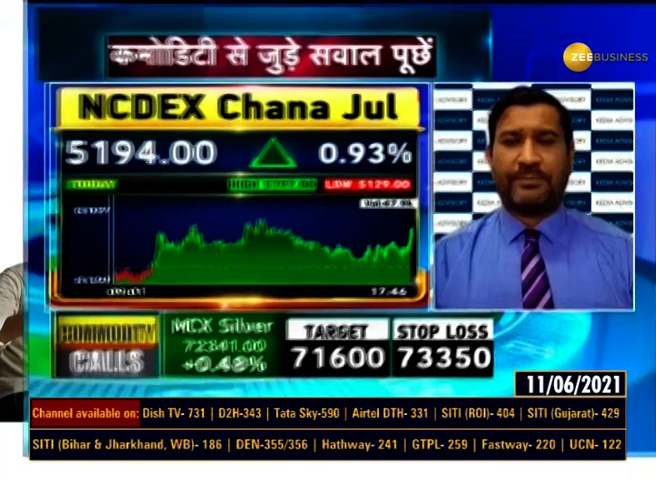 कमोडिटी से जुड़े सवाल पूछें
ZEEBUSINESS
NCDEX Chana Jul
5194.00 0.93%
TODAY HIGH LOW 5129.00
17:46
COMMODITY CALLS
MCX Silver
+0.48%
TARGET
71600
STOP LOSS
73350
11/06/2021
Channel available on: Dish TV- 731 | D2H-343 | Tata Sky-590 | Airtel DTH- 331 | SITI (ROI)- 404 | SITI (Gujarat)- 429
SITI (Bihar & Jharkhand, WB)- 186 | DEN-355/356 | Hathway- 241 | GTPL- 259 | Fastway- 220 | UCN- 122